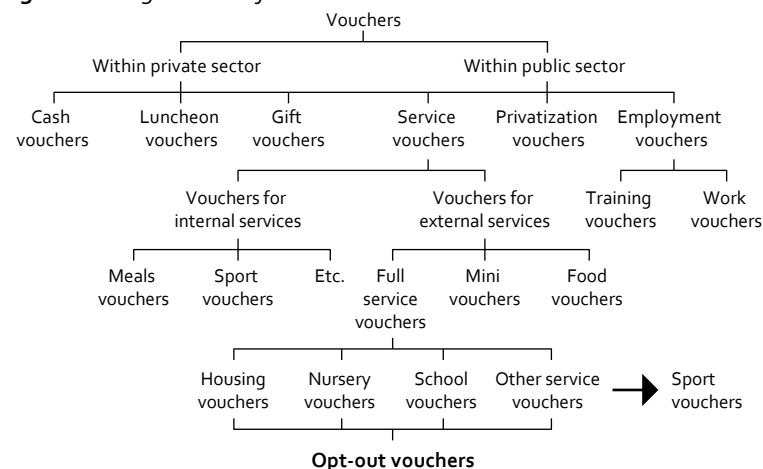 Vouchers
Within private sector Within public sector
Cash vouchers
Luncheon vouchers
Gift vouchers
Service vouchers
Privatization vouchers
Employment vouchers
Vouchers for internal services
Vouchers for external services
Training vouchers
Work vouchers
Meals vouchers
Sport vouchers
Etc.
Full service vouchers
Mini vouchers
Food vouchers
Housing vouchers
Nursery vouchers
School vouchers
Other service vouchers
Sport vouchers
Opt-out vouchers